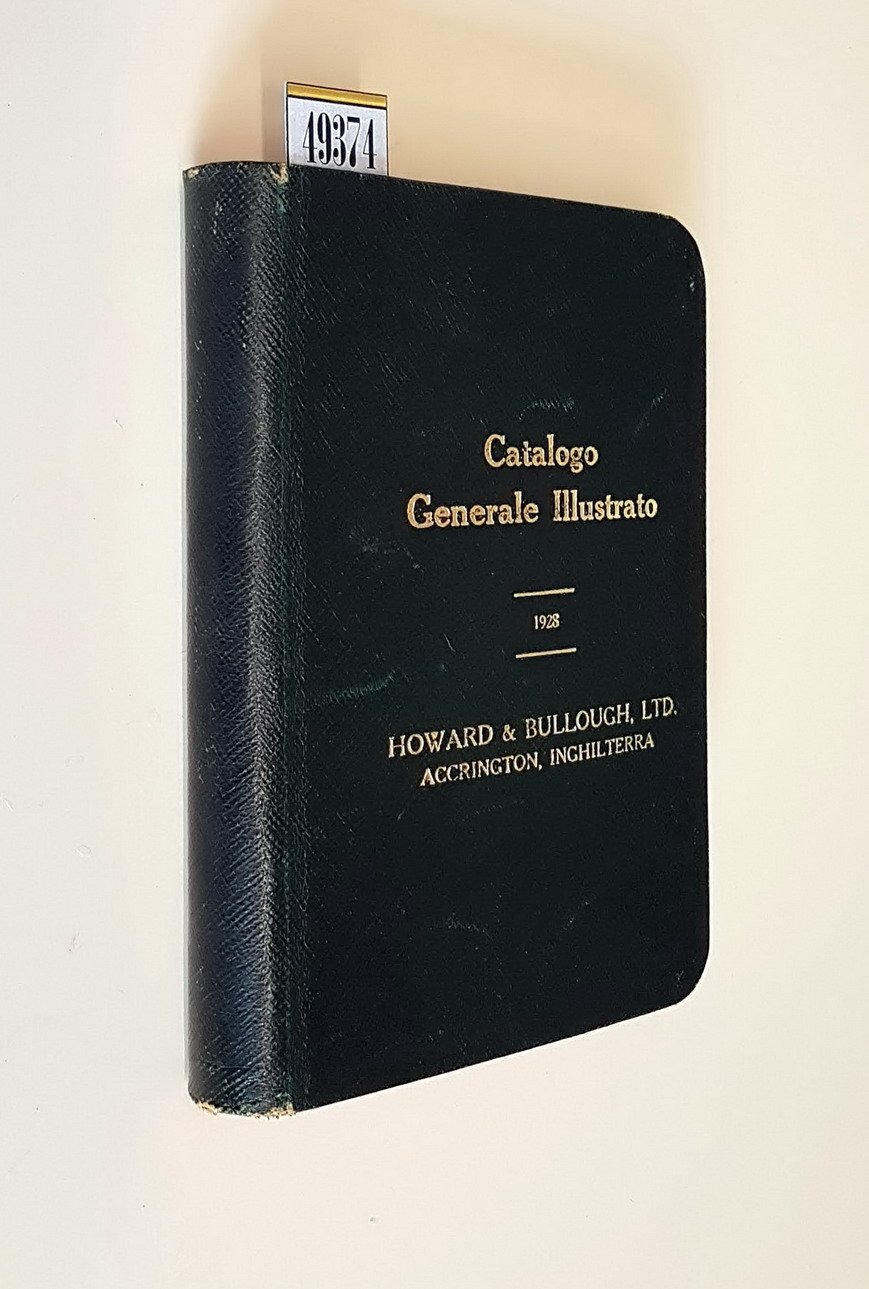 49374
Catalogo
Generale Illustrato
1928
HOWARD & BULLOUGH, LTD.
ACCRINGTON, INGHILTERRA